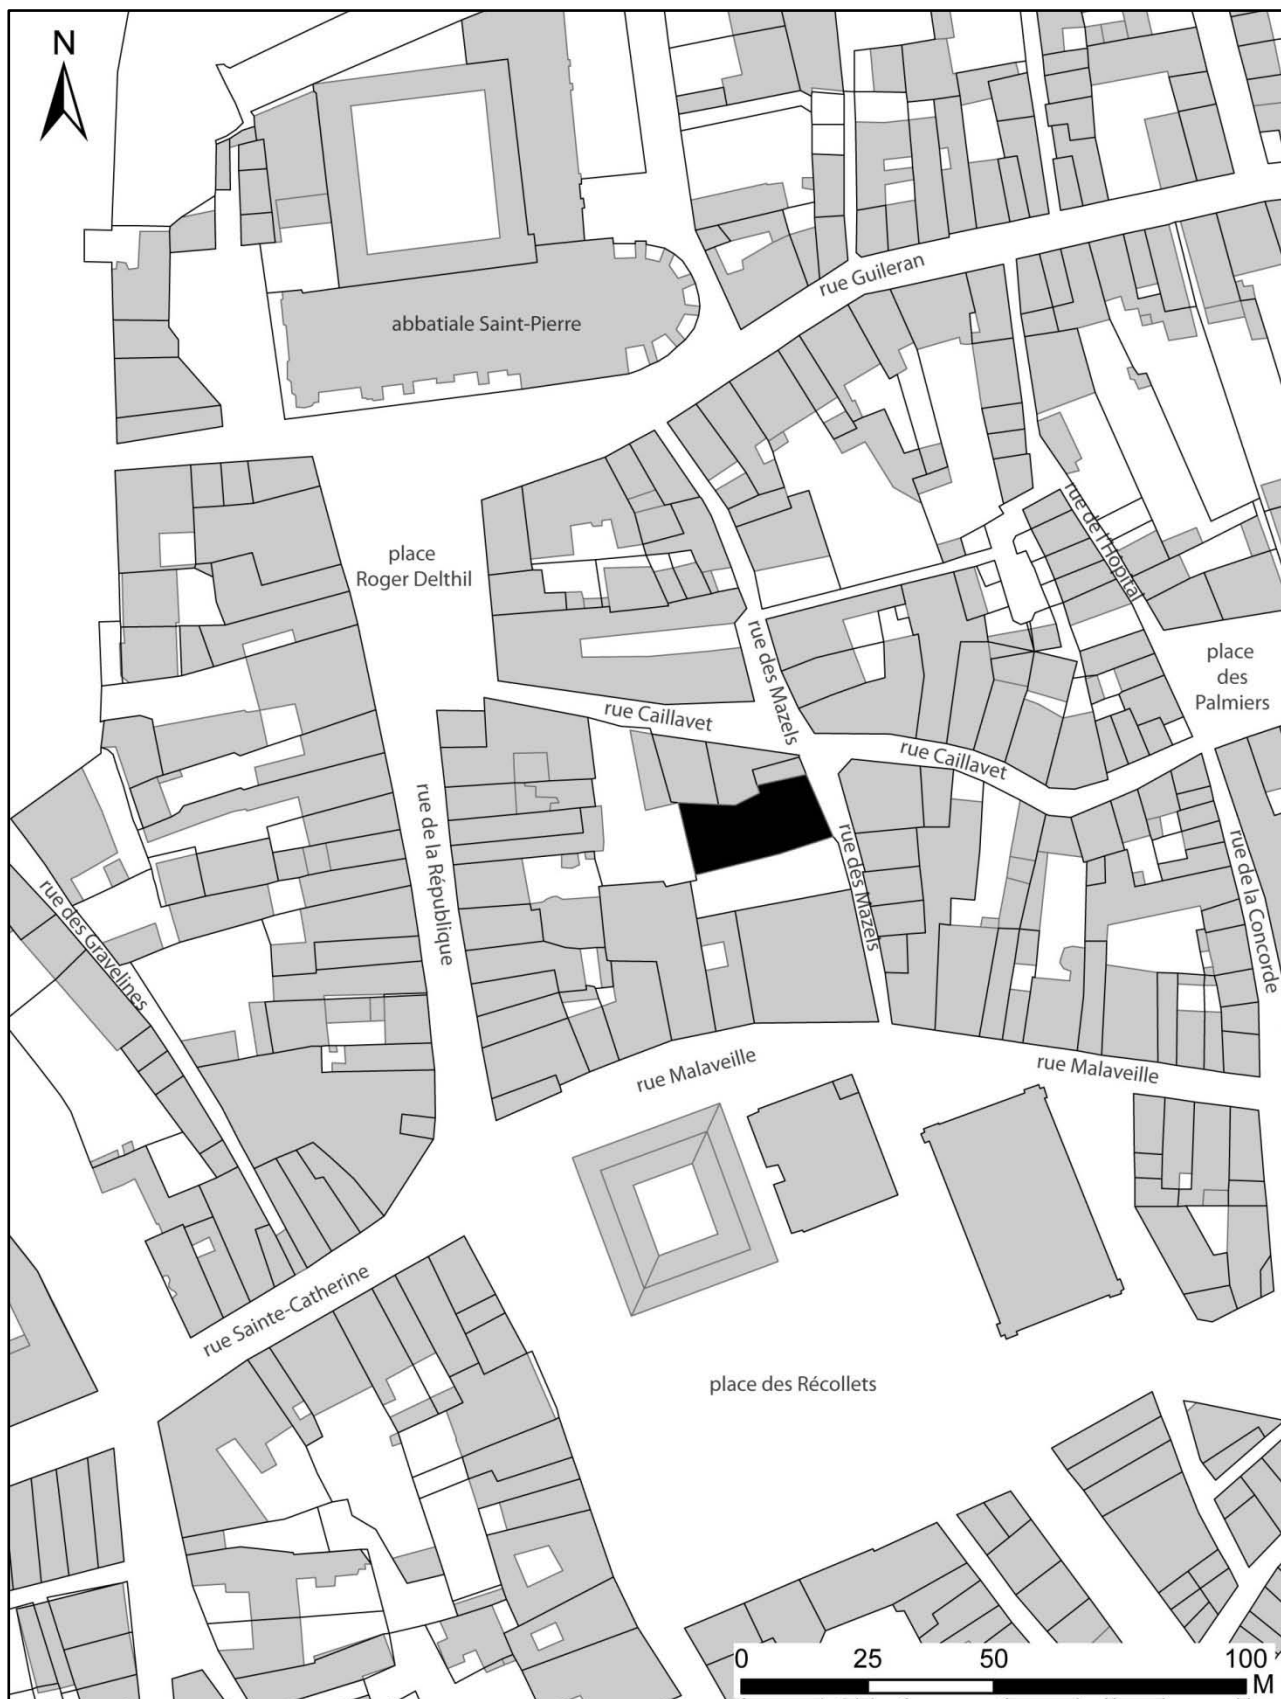 N
rue Guileran
abbatiale Saint-Pierre
rue de l'Hôpital
place
Roger Delthil
rue des Mazels
place
des
Palmiers
rue Caillavet
rue Caillavet
rue de la République
rue des Mazels
rue de la Concorde
rue des Gravelines
rue Malaveille
rue Malaveille
rue Sainte-Catherine
place des Récollets
0 25 50 100
M